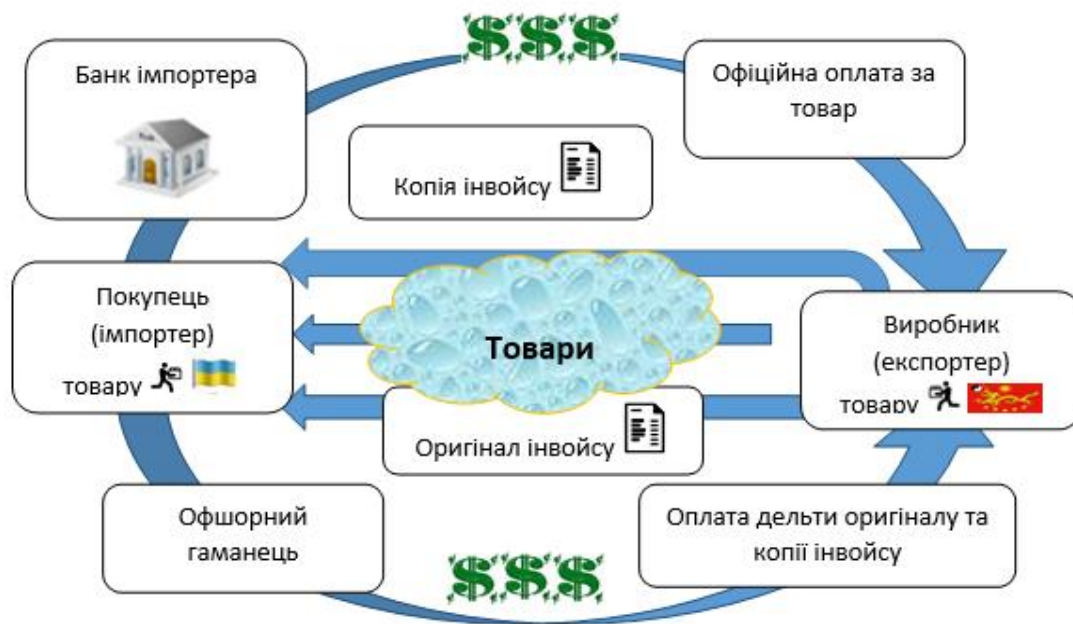 $$$
Банк імпортера
Офіційна оплата за
товар
Копія інвойсу
Товари
Покупець
(імпортер)
товару
Виробник
(експортер)
товару
Оригінал інвойсу
Офшорний
гаманець
Оплата дельти оригіналу та
копії інвойсу
$$$